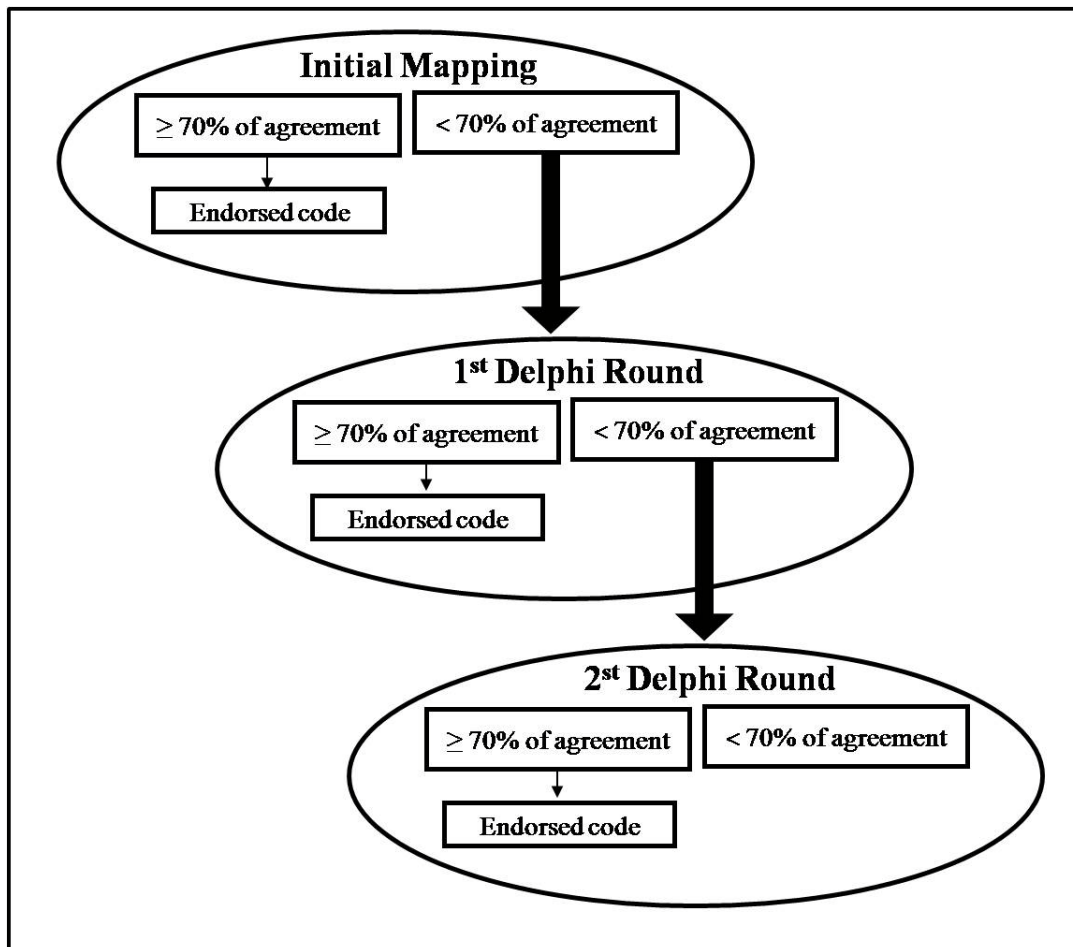 Initial Mapping
≥ 70% of agreement
< 70% of agreement
Endorsed code
1st Delphi Round
≥ 70% of agreement
< 70% of agreement
Endorsed code
2st Delphi Round
≥ 70% of agreement
< 70% of agreement
Endorsed code